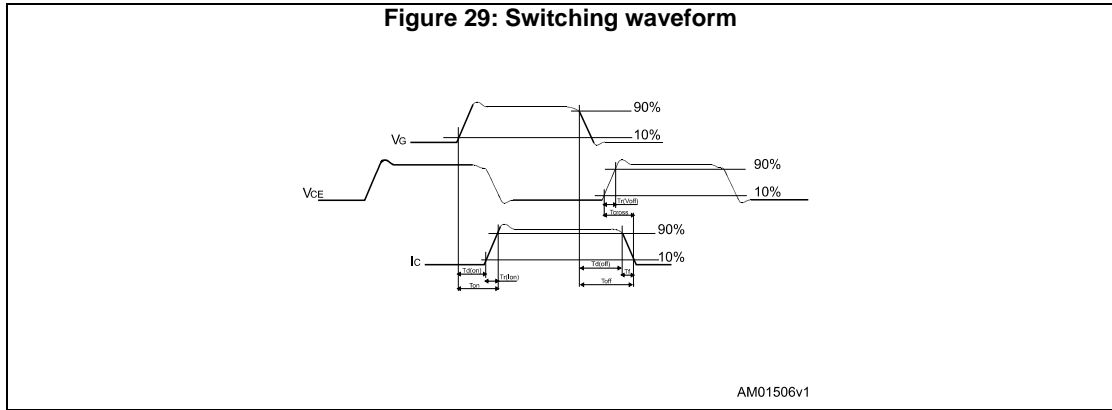 Figure 29: Switching waveform
90%
VG
10%
90%
VCE
10%
Tr(Voff)
Tcross
90%
IC
10%
Td(on)
Td(off)
Tf
Tr(Ion)
Ton
Toff
AM01506v1